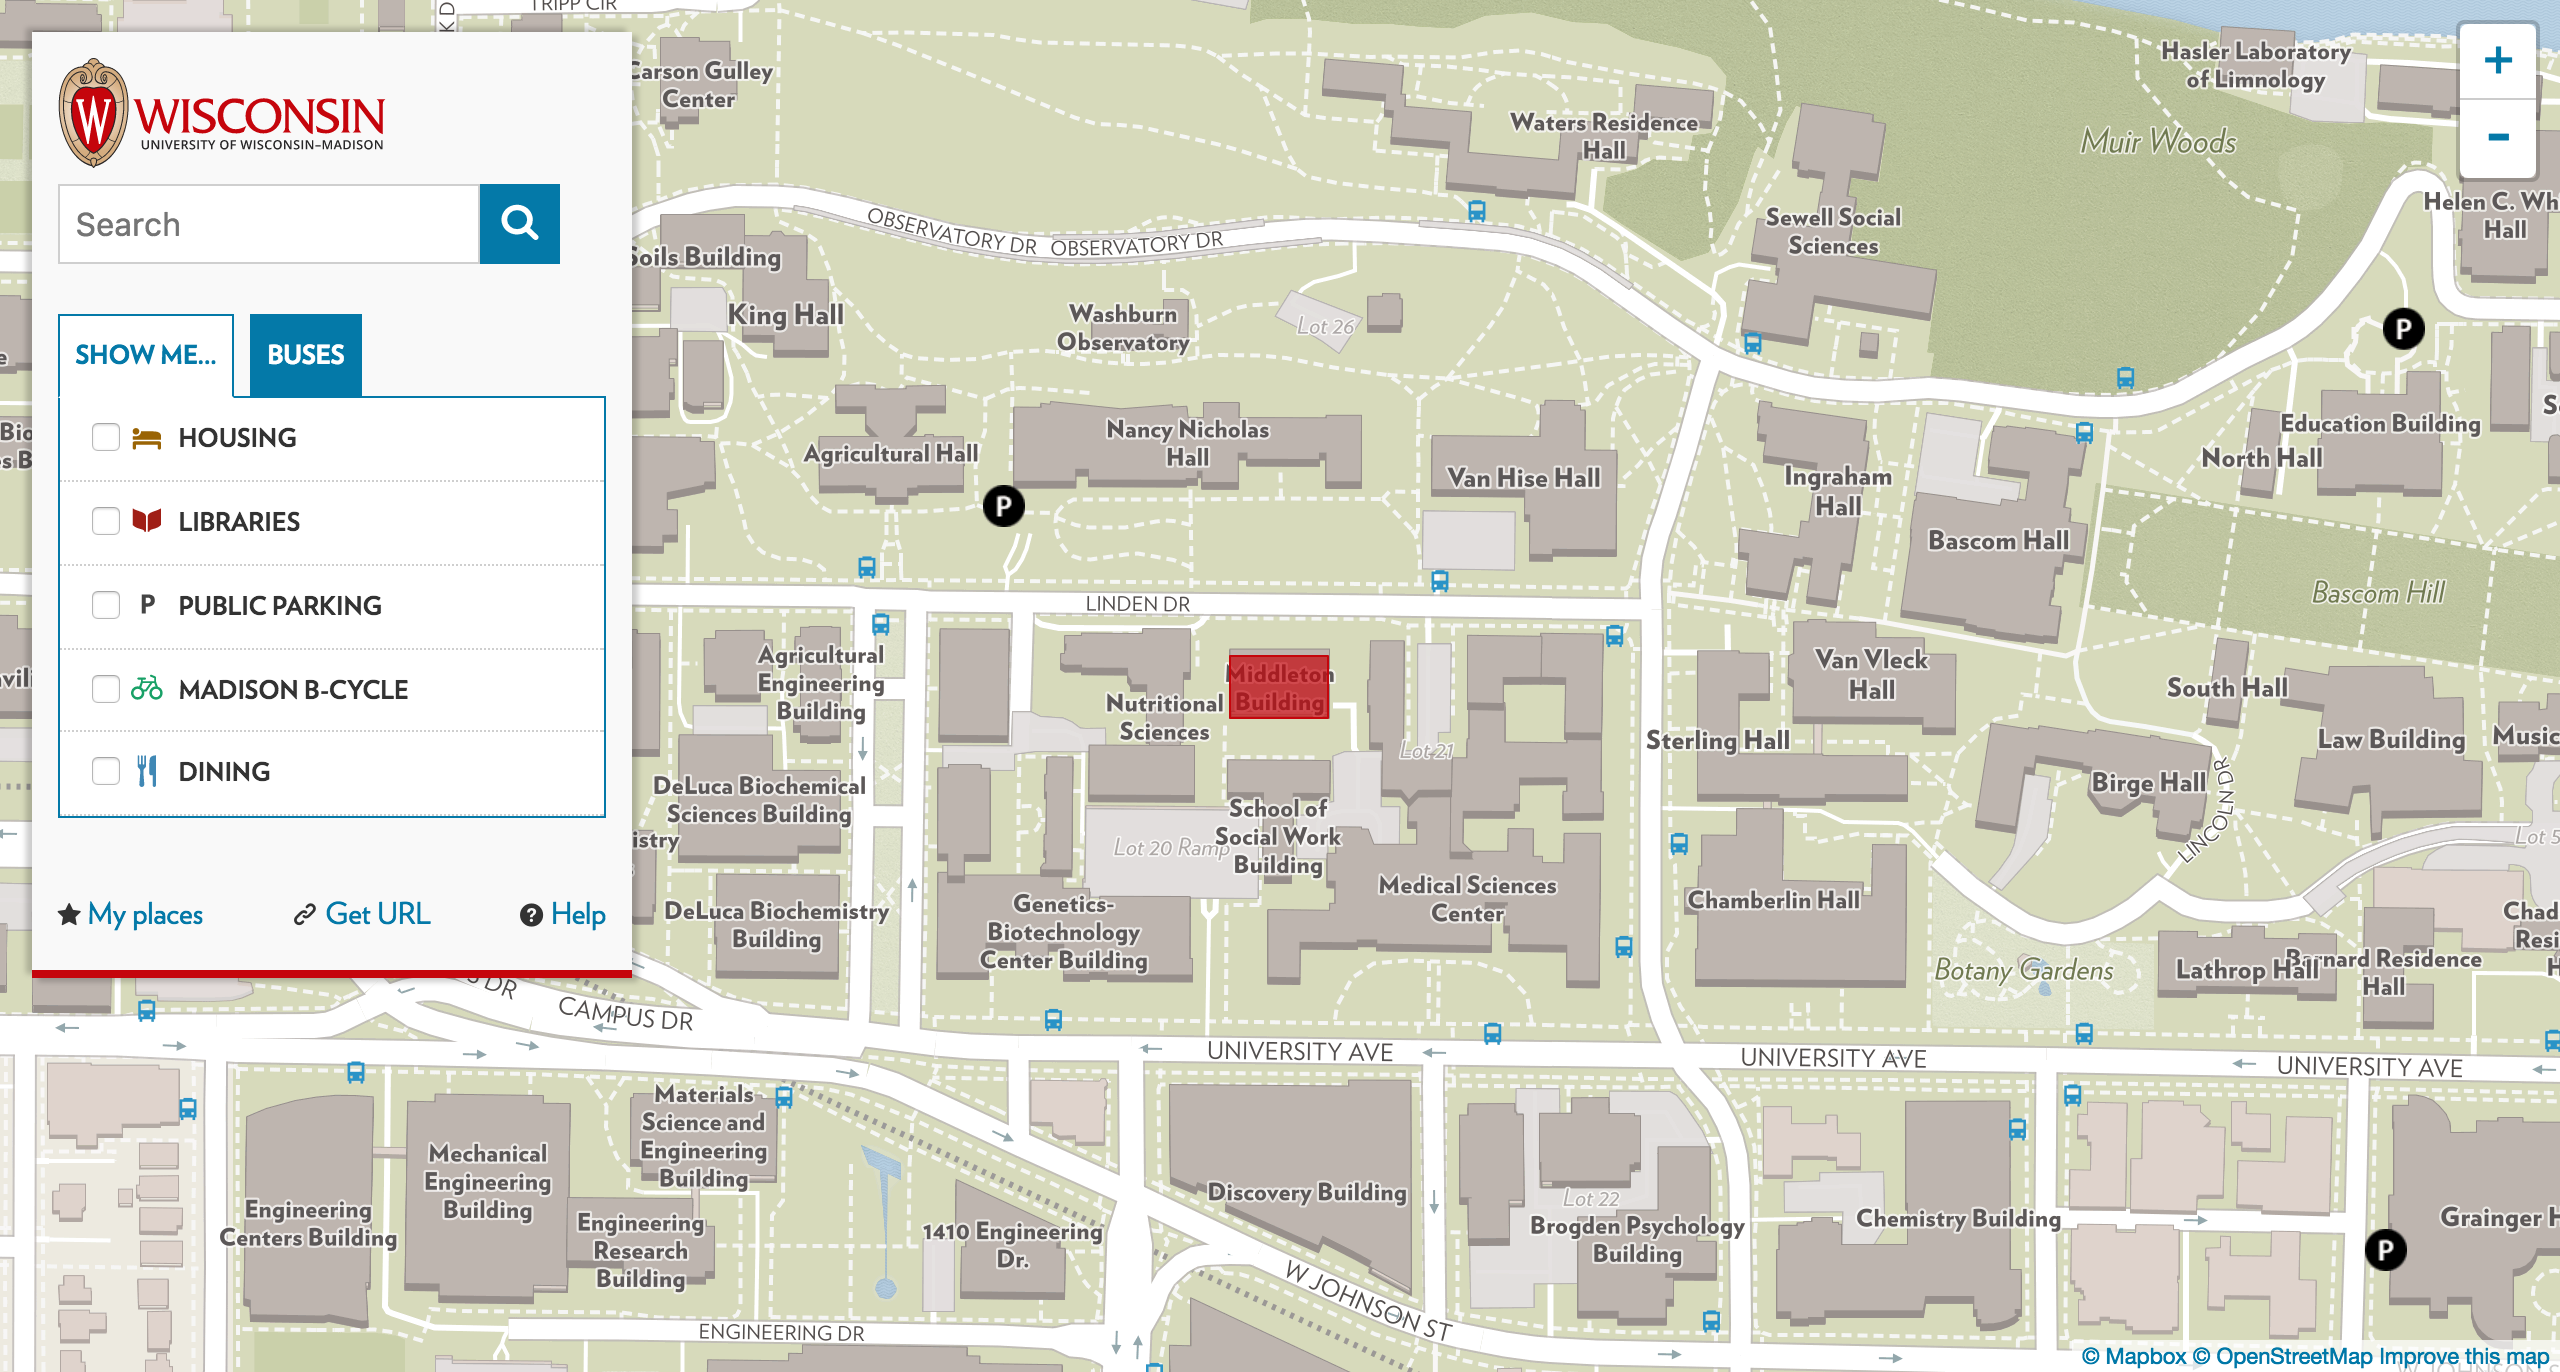 TRIPP CIR
K D
Carson Gulley
Center
Hasler Laboratory
of Limnology
+
-
Waters Residence
Hall
Muir Woods
W
WISCONSIN
UNIVERSITY OF WISCONSIN–MADISON
Search
OBSERVATORY DR
OBSERVATORY DR
Sewell Social
Sciences
Helen C. Wh
Hall
Soils Building
King Hall
Washburn
Observatory
Lot 26
P
SHOW ME...
BUSES
HOUSING
LIBRARIES
P PUBLIC PARKING
MADISON B-CYCLE
DINING
My places
Get URL
? Help
e
Bio
s B
vili
istry
Agricultural Hall
Nancy Nicholas
Hall
Van Hise Hall
Ingraham
Hall
Bascom Hall
Education Building
North Hall
S
P
Bascom Hill
LINDEN DR
Agricultural
Engineering
Building
Nutritional
Sciences
Middleton
Building
Lot 21
Van Vleck
Hall
Sterling Hall
South Hall
Law Building
Music
Birge Hall
LINCOLN DR
DeLuca Biochemical
Sciences Building
Lot 20 Ramp
School of
Social Work
Building
Lot 5
Medical Sciences
Center
Chamberlin Hall
DeLuca Biochemistry
Building
Genetics-
Biotechnology
Center Building
Botany Gardens
Lathrop Hall
Barnard Residence
Hall
Chad
Resi
H
S DR
CAMPUS DR
UNIVERSITY AVE
UNIVERSITY AVE
UNIVERSITY AVE
Materials
Science and
Engineering
Building
Mechanical
Engineering
Building
Engineering
Centers Building
Engineering
Research
Building
1410 Engineering
Dr.
Discovery Building
Lot 22
Brogden Psychology
Building
Chemistry Building
Grainger H
P
W JOHNSON ST
ENGINEERING DR
© Mapbox © OpenStreetMap Improve this map